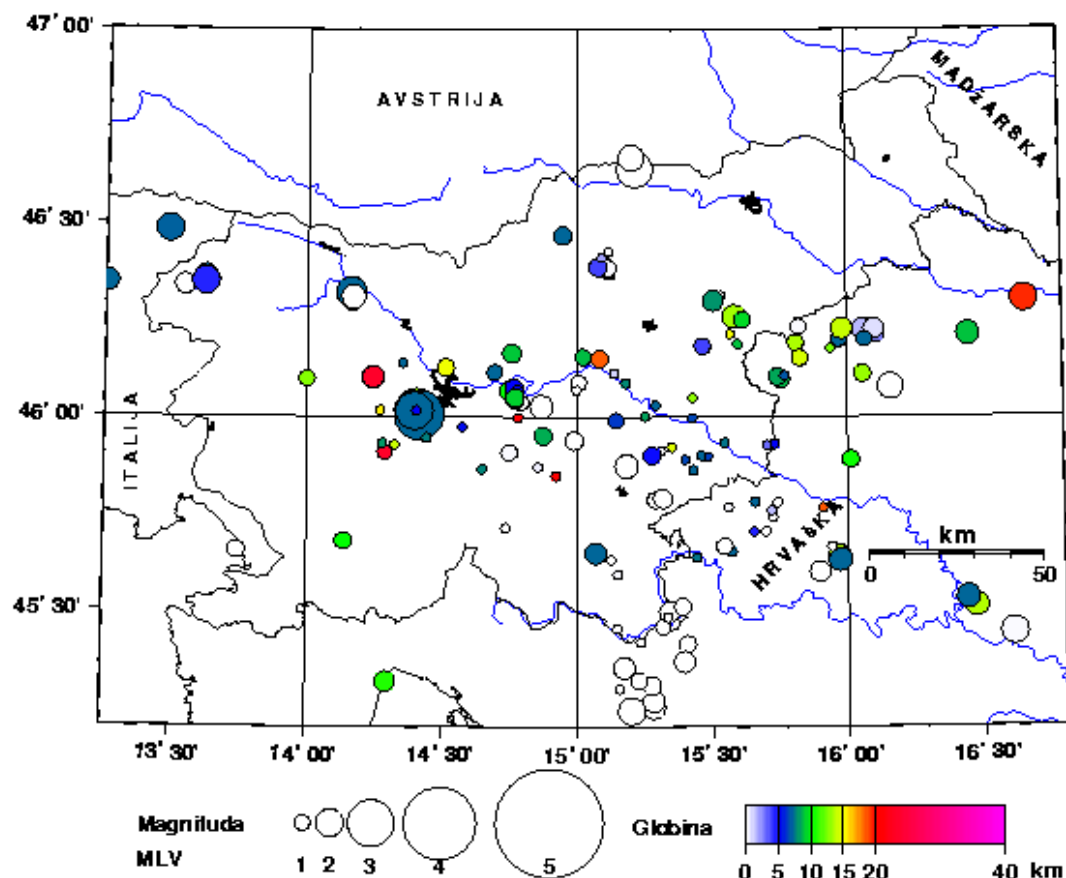 47° 00'
AVSTRIJA
MADžARSKA
46° 30'
46° 00'
ITALIJA
HRVAšKA
km
0 50
45° 30'
13° 30' 14° 00' 14° 30' 15° 00' 15° 30' 16° 00' 16° 30'
Magnituda
MLV
1 2 3 4 5
Globina
0 5 10 15 20 40 km